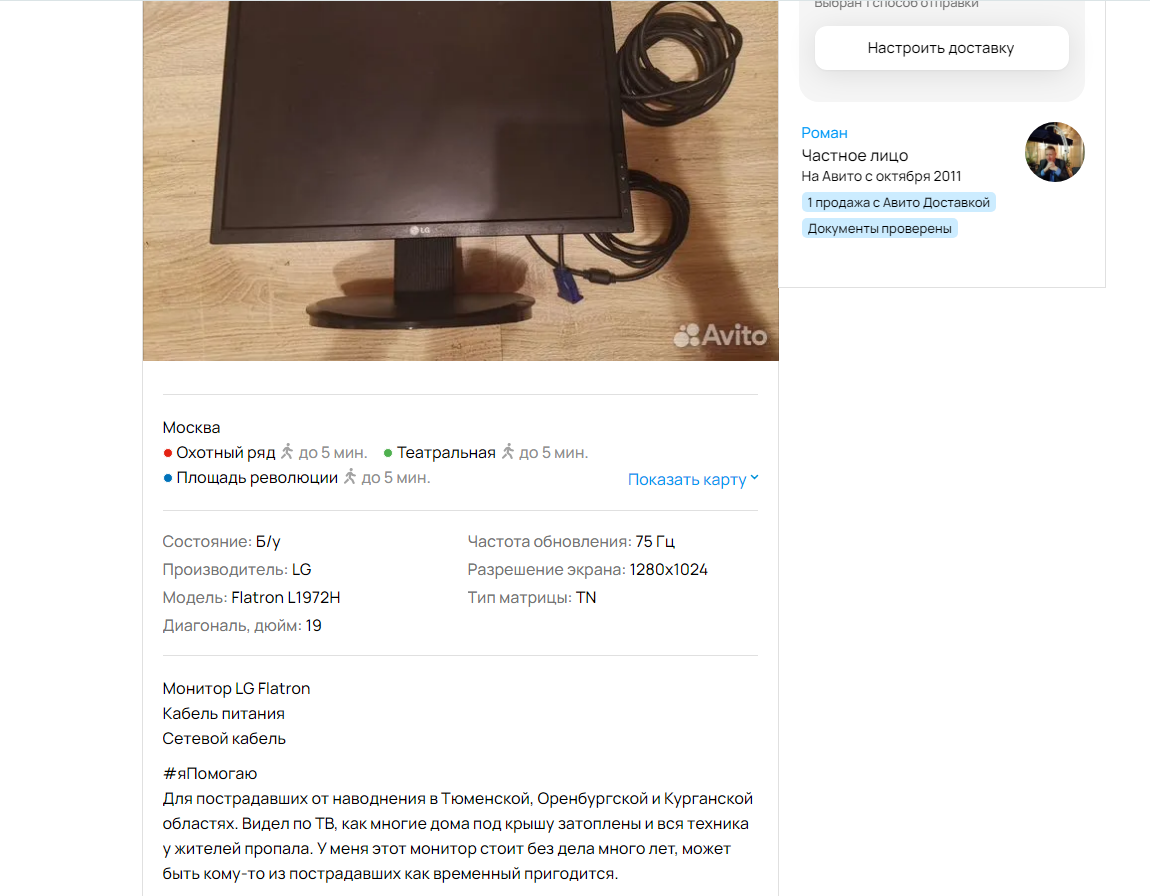 Выбран 1 способ отправки
Настроить доставку
Роман
Частное лицо
На Авито с октября 2011
1 продажа с Авито Доставкой
Документы проверены
LG
Avito
Москва
Охотный ряд до 5 мин. Театральная до 5 мин.
Площадь революции до 5 мин.
Показать карту
Состояние: Б/у
Производитель: LG
Модель: Flatron L1972H
Диагональ, дюйм: 19
Частота обновления: 75 Гц
Разрешение экрана: 1280x1024
Тип матрицы: TN
Монитор LG Flatron
Кабель питания
Сетевой кабель
#яПомогаю
Для пострадавших от наводнения в Тюменской, Оренбургской и Курганской
областях. Видел по ТВ, как многие дома под крышу затоплены и вся техника
у жителей пропала. У меня этот монитор стоит без дела много лет, может
быть кому-то из пострадавших как временный пригодится.